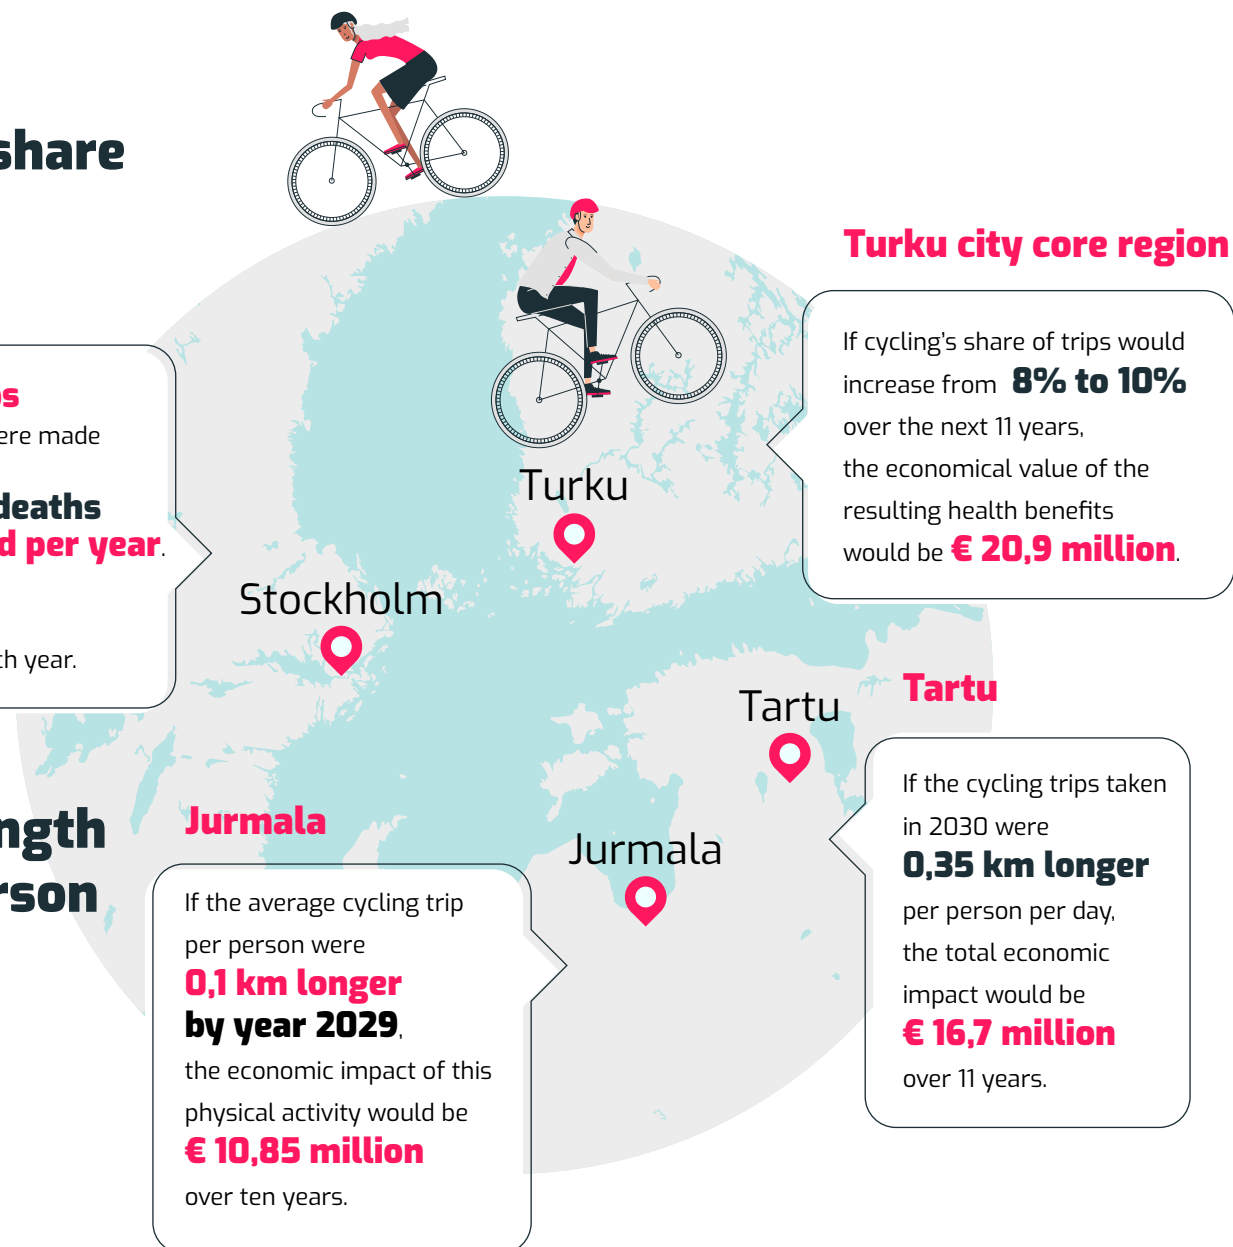 share
Turku city core region
If cycling's share of trips would
increase from 8% to 10%
over the next 11 years,
the economical value of the
resulting health benefits
would be € 20,9 million.
made
deaths
per year.
year.
Turku
Stockholm
Tartu
Jurmala
Tartu
If the cycling trips taken
in 2030 were
0,35 km longer
per person per day,
the total economic
impact would be
€ 16,7 million
over 11 years.
Jurmala
If the average cycling trip
per person were
0,1 km longer
by year 2029,
the economic impact of this
physical activity would be
€ 10,85 million
over ten years.